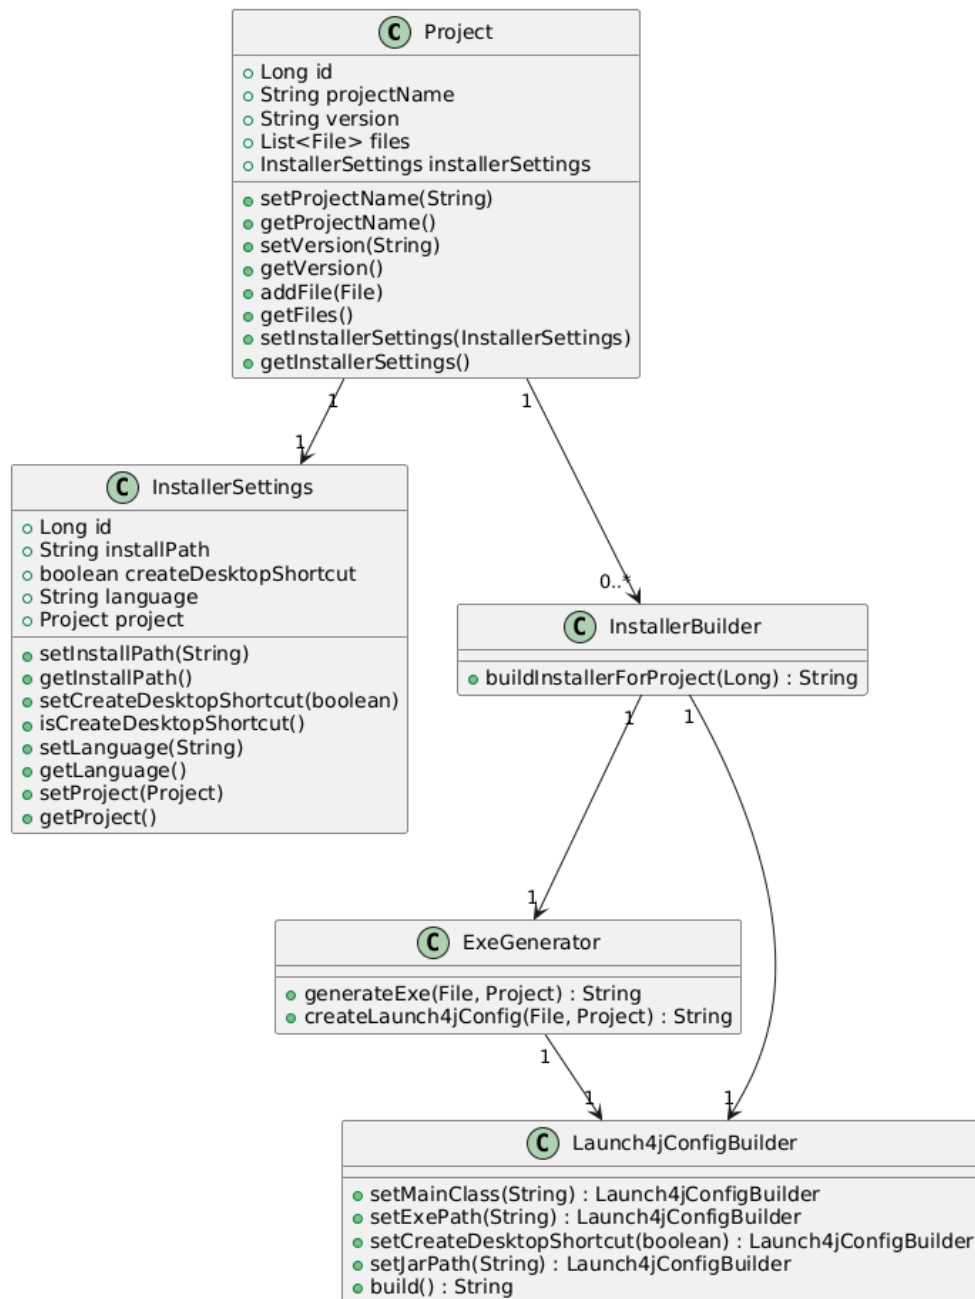 C Project
Long id
String projectName
String version
List<File> files
InstallerSettings installerSettings
setProjectName(String)
getProjectName()
setVersion(String)
getVersion()
addFile(File)
getFiles()
setInstallerSettings(InstallerSettings)
getInstallerSettings()
1
1
1
0..*
C InstallerSettings
Long id
String installPath
boolean createDesktopShortcut
String language
Project project
setInstallPath(String)
getInstallPath()
setCreateDesktopShortcut(boolean)
isCreateDesktopShortcut()
setLanguage(String)
getLanguage()
setProject(Project)
getProject()
C InstallerBuilder
buildInstallerForProject(Long) : String
1
1
1
1
C ExeGenerator
generateExe(File, Project) : String
createLaunch4jConfig(File, Project) : String
1
1
C Launch4jConfigBuilder
setMainClass(String) : Launch4jConfigBuilder
setExePath(String) : Launch4jConfigBuilder
setCreateDesktopShortcut(boolean) : Launch4jConfigBuilder
setJarPath(String) : Launch4jConfigBuilder
build() : String